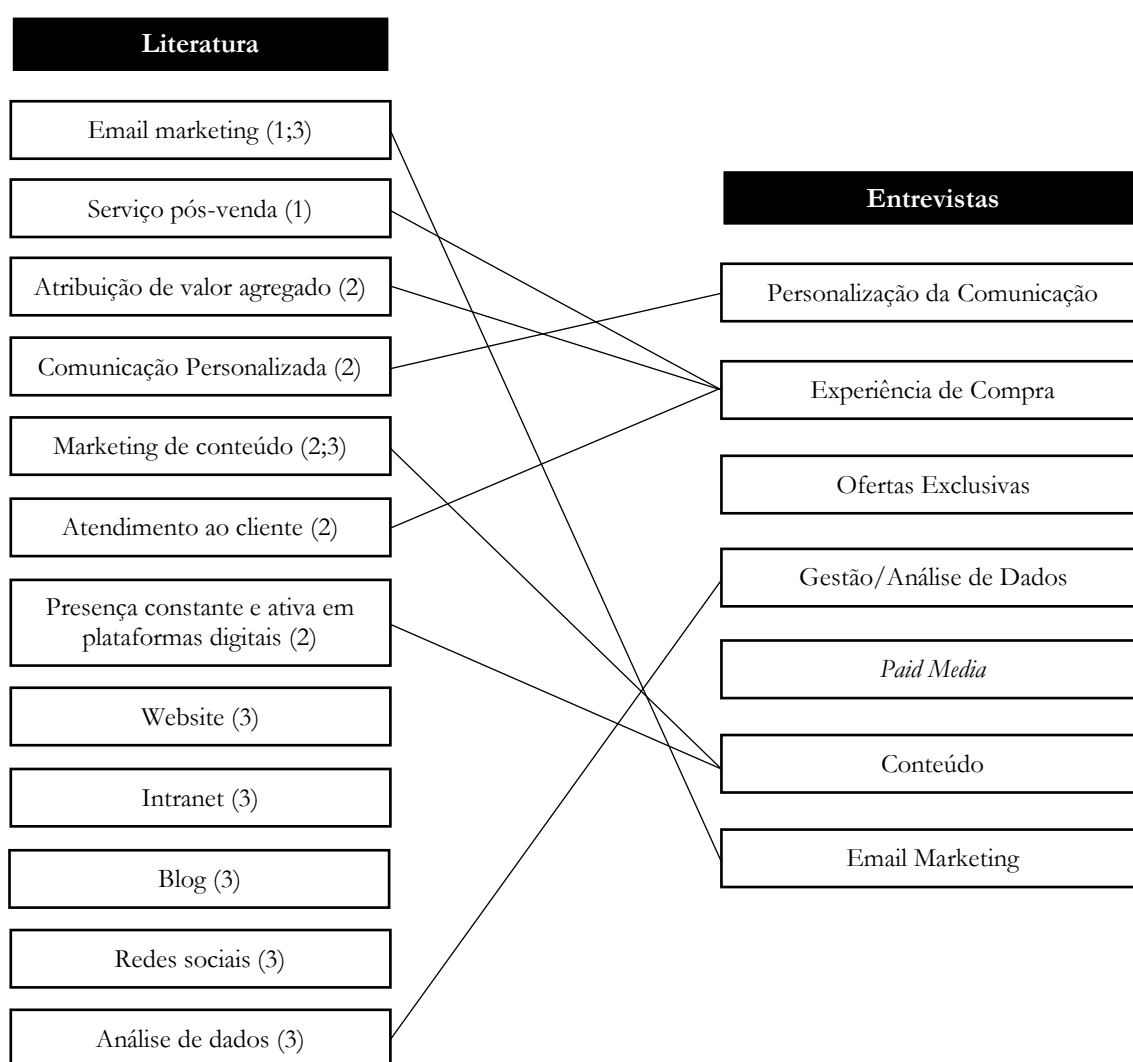 Literatura
Email marketing (1;3)
Serviço pós-venda (1)
Atribuição de valor agregado (2)
Comunicação Personalizada (2)
Marketing de conteúdo (2;3)
Atendimento ao cliente (2)
Presença constante e ativa em
plataformas digitais (2)
Website (3)
Intranet (3)
Blog (3)
Redes sociais (3)
Análise de dados (3)
Entrevistas
Personalização da Comunicação
Experiência de Compra
Ofertas Exclusivas
Gestão/Análise de Dados
Paid Media
Conteúdo
Email Marketing